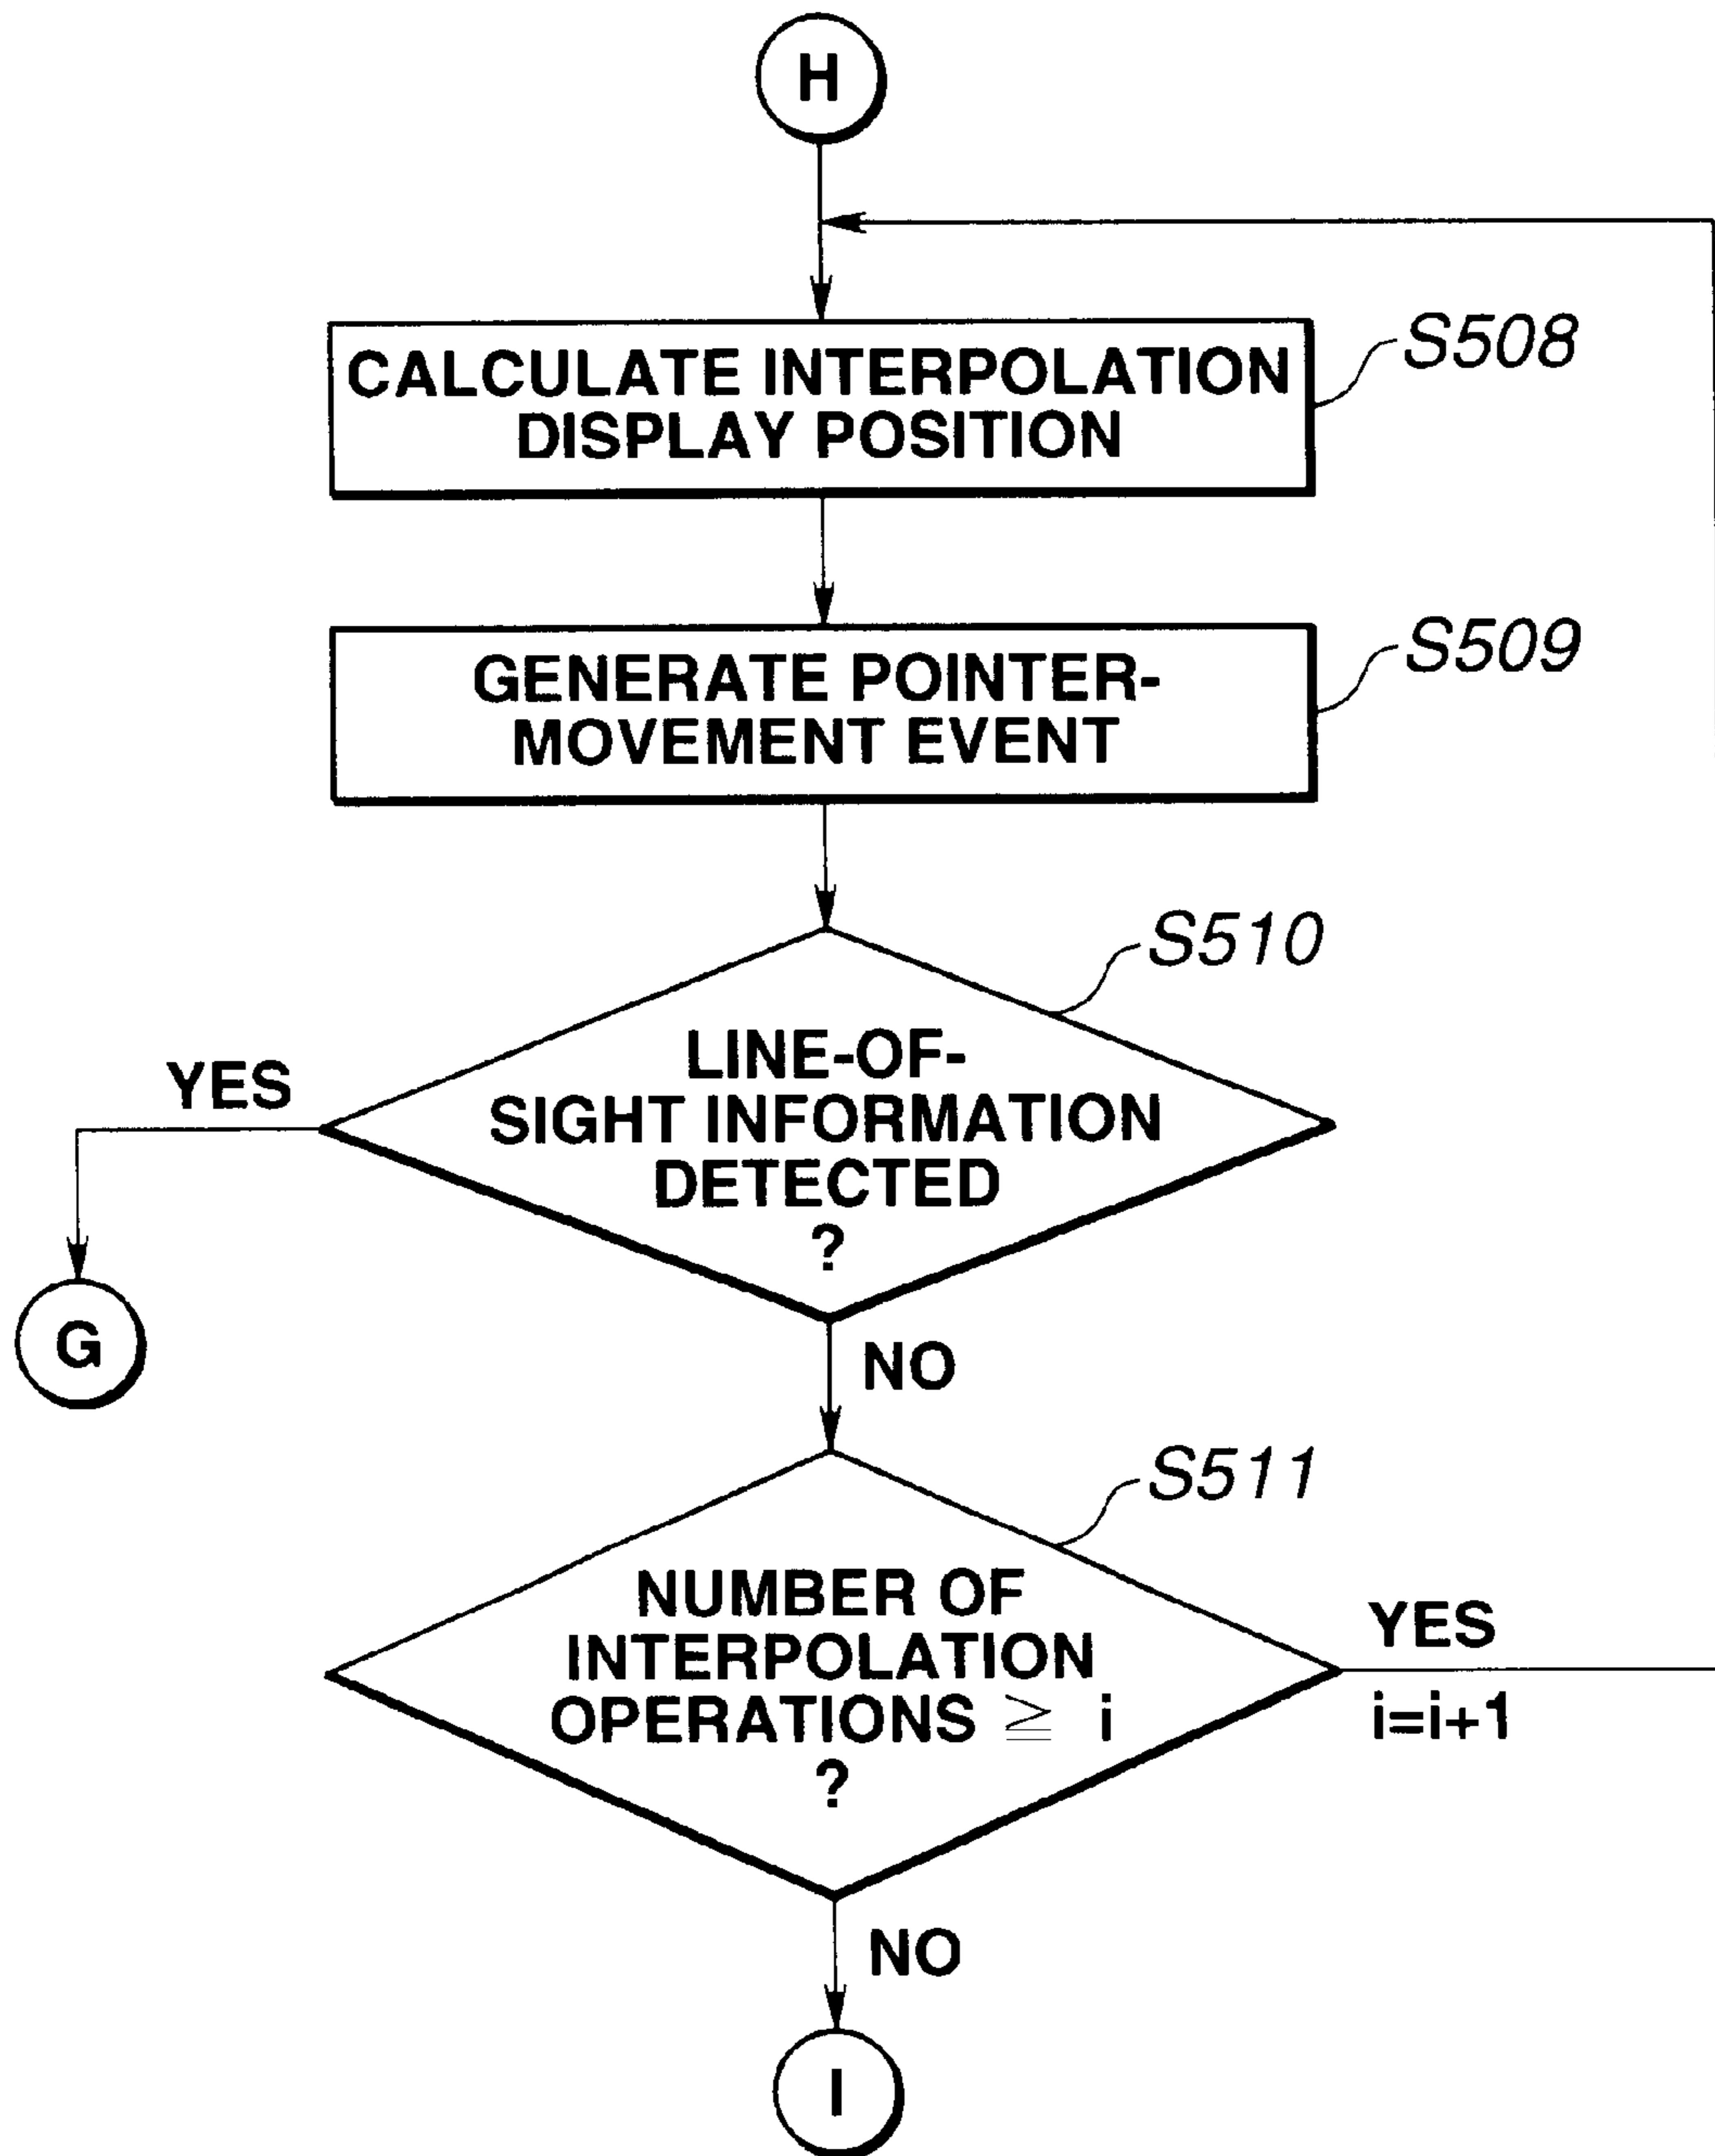 H
CALCULATE INTERPOLATION
DISPLAY POSITION
S508
GENERATE POINTER-
MOVEMENT EVENT
S509
S510
LINE-OF-
SIGHT INFORMATION
DETECTED
?
YES
G
NO
S511
NUMBER OF
INTERPOLATION
OPERATIONS ≧ i
?
YES
i=i+1
NO
I